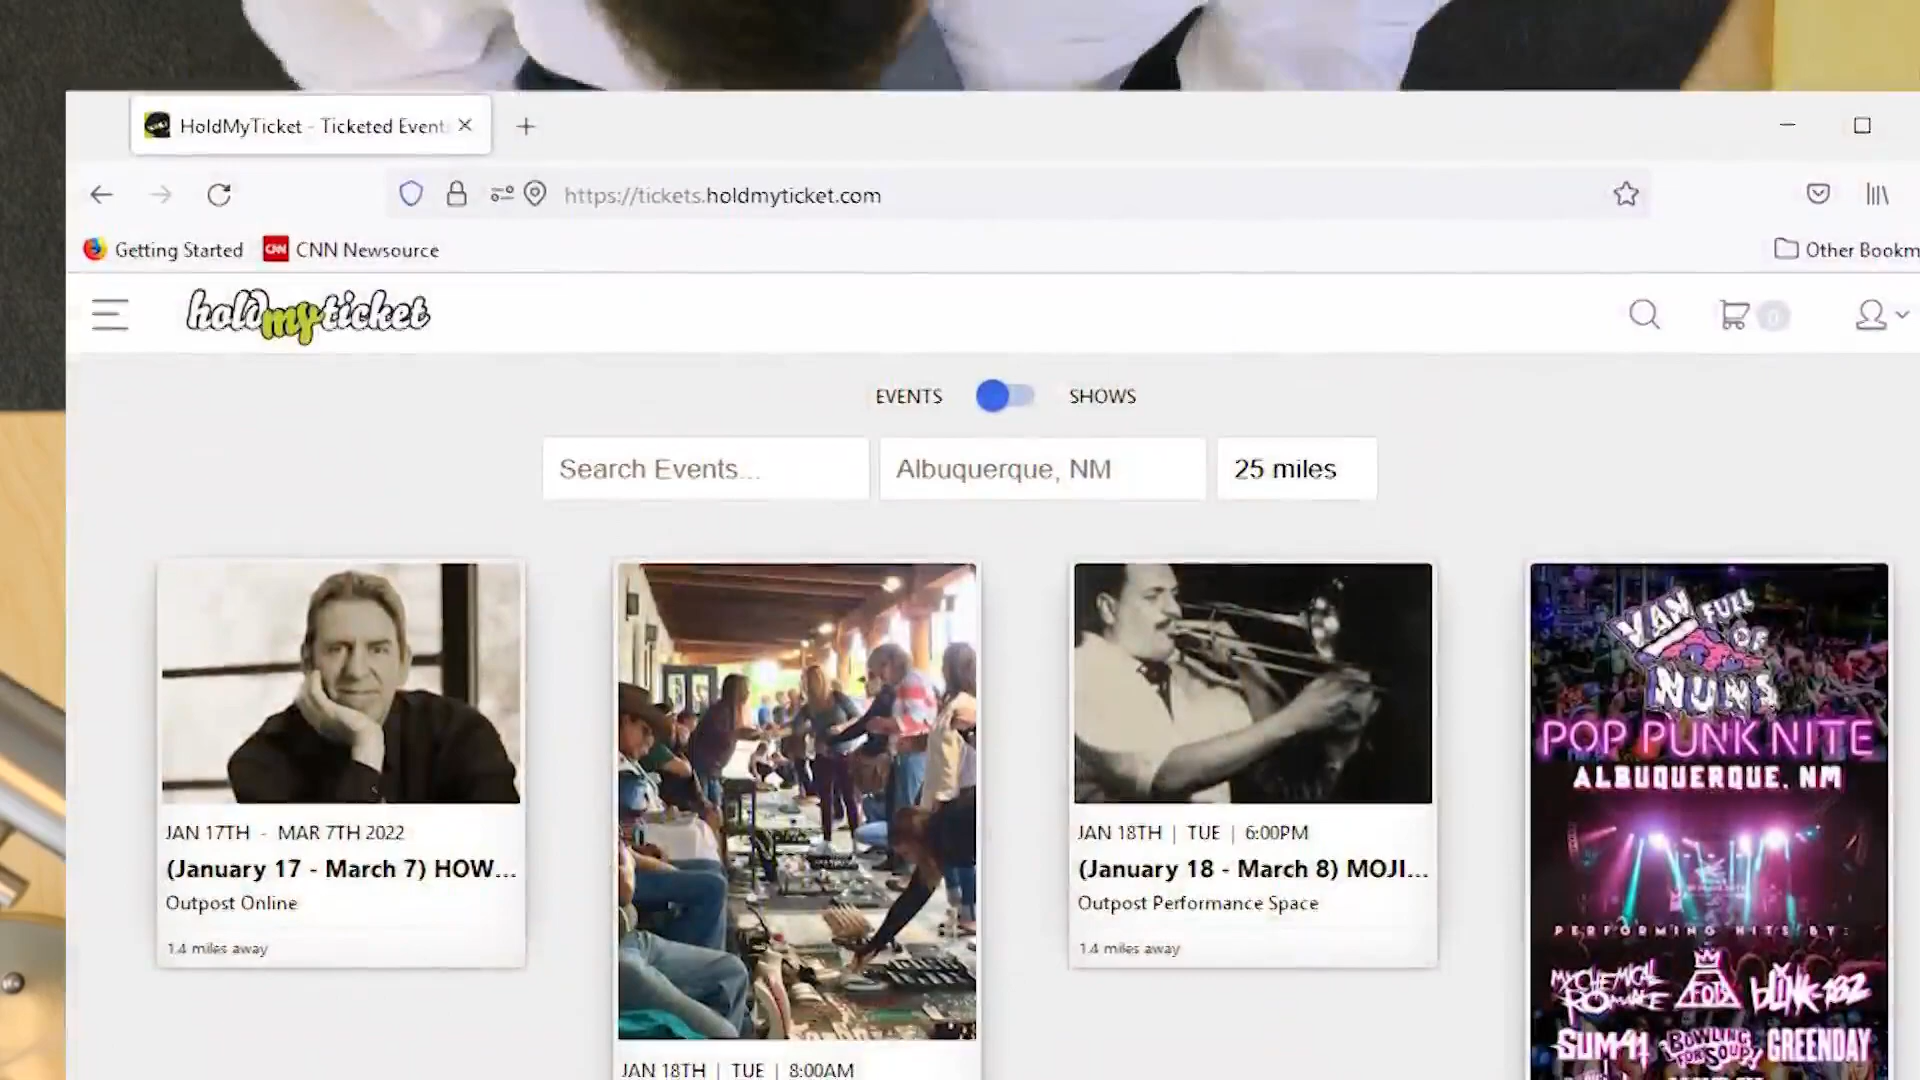 HoldMyTicket - Ticketed Event
https://tickets.holdmyticket.com
Getting Started
CNN
CNN Newsource
Other Bookm
holdmyticket
0
EVENTS
SHOWS
Search Events...
Albuquerque, NM
25 miles
JAN 17TH - MAR 7TH 2022
(January 17 - March 7) HOW...
Outpost Online
1.4 miles away
JAN 18TH | TUE | 8:00AM
JAN 18TH | TUE | 6:00PM
(January 18 - March 8) MOJI...
Outpost Performance Space
1.4 miles away
VAN FULL
OF
NUNS
POP PUNK NITE
ALBUQUERQUE, NM
PERFORMING HITS BY:
MY CHEMICAL
ROMANCE
FOB
blink-182
SUM 41
BOWLING
FOR SOUP
GREENDAY